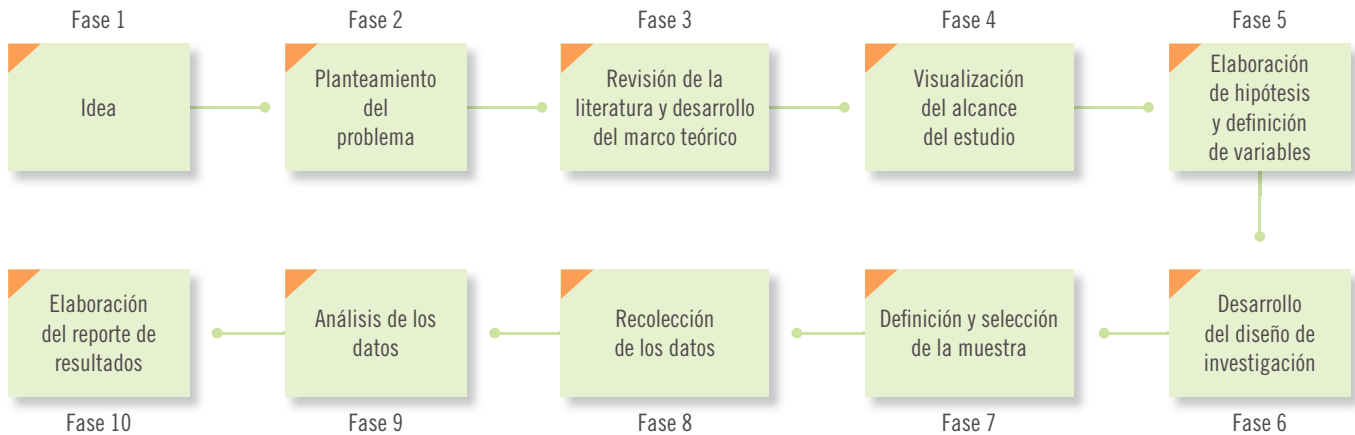 Fase 1
Idea
Fase 2
Planteamiento
del
problema
Fase 3
Revisión de la
literatura y desarrollo
del marco teórico
Fase 4
Visualización
del alcance
del estudio
Fase 5
Elaboración
de hipótesis
y definición
de variables
Desarrollo
del diseño de
investigación
Fase 6
Definición y selección
de la muestra
Fase 7
Recolección
de los datos
Fase 8
Análisis de los
datos
Fase 9
Elaboración
del reporte de
resultados
Fase 10